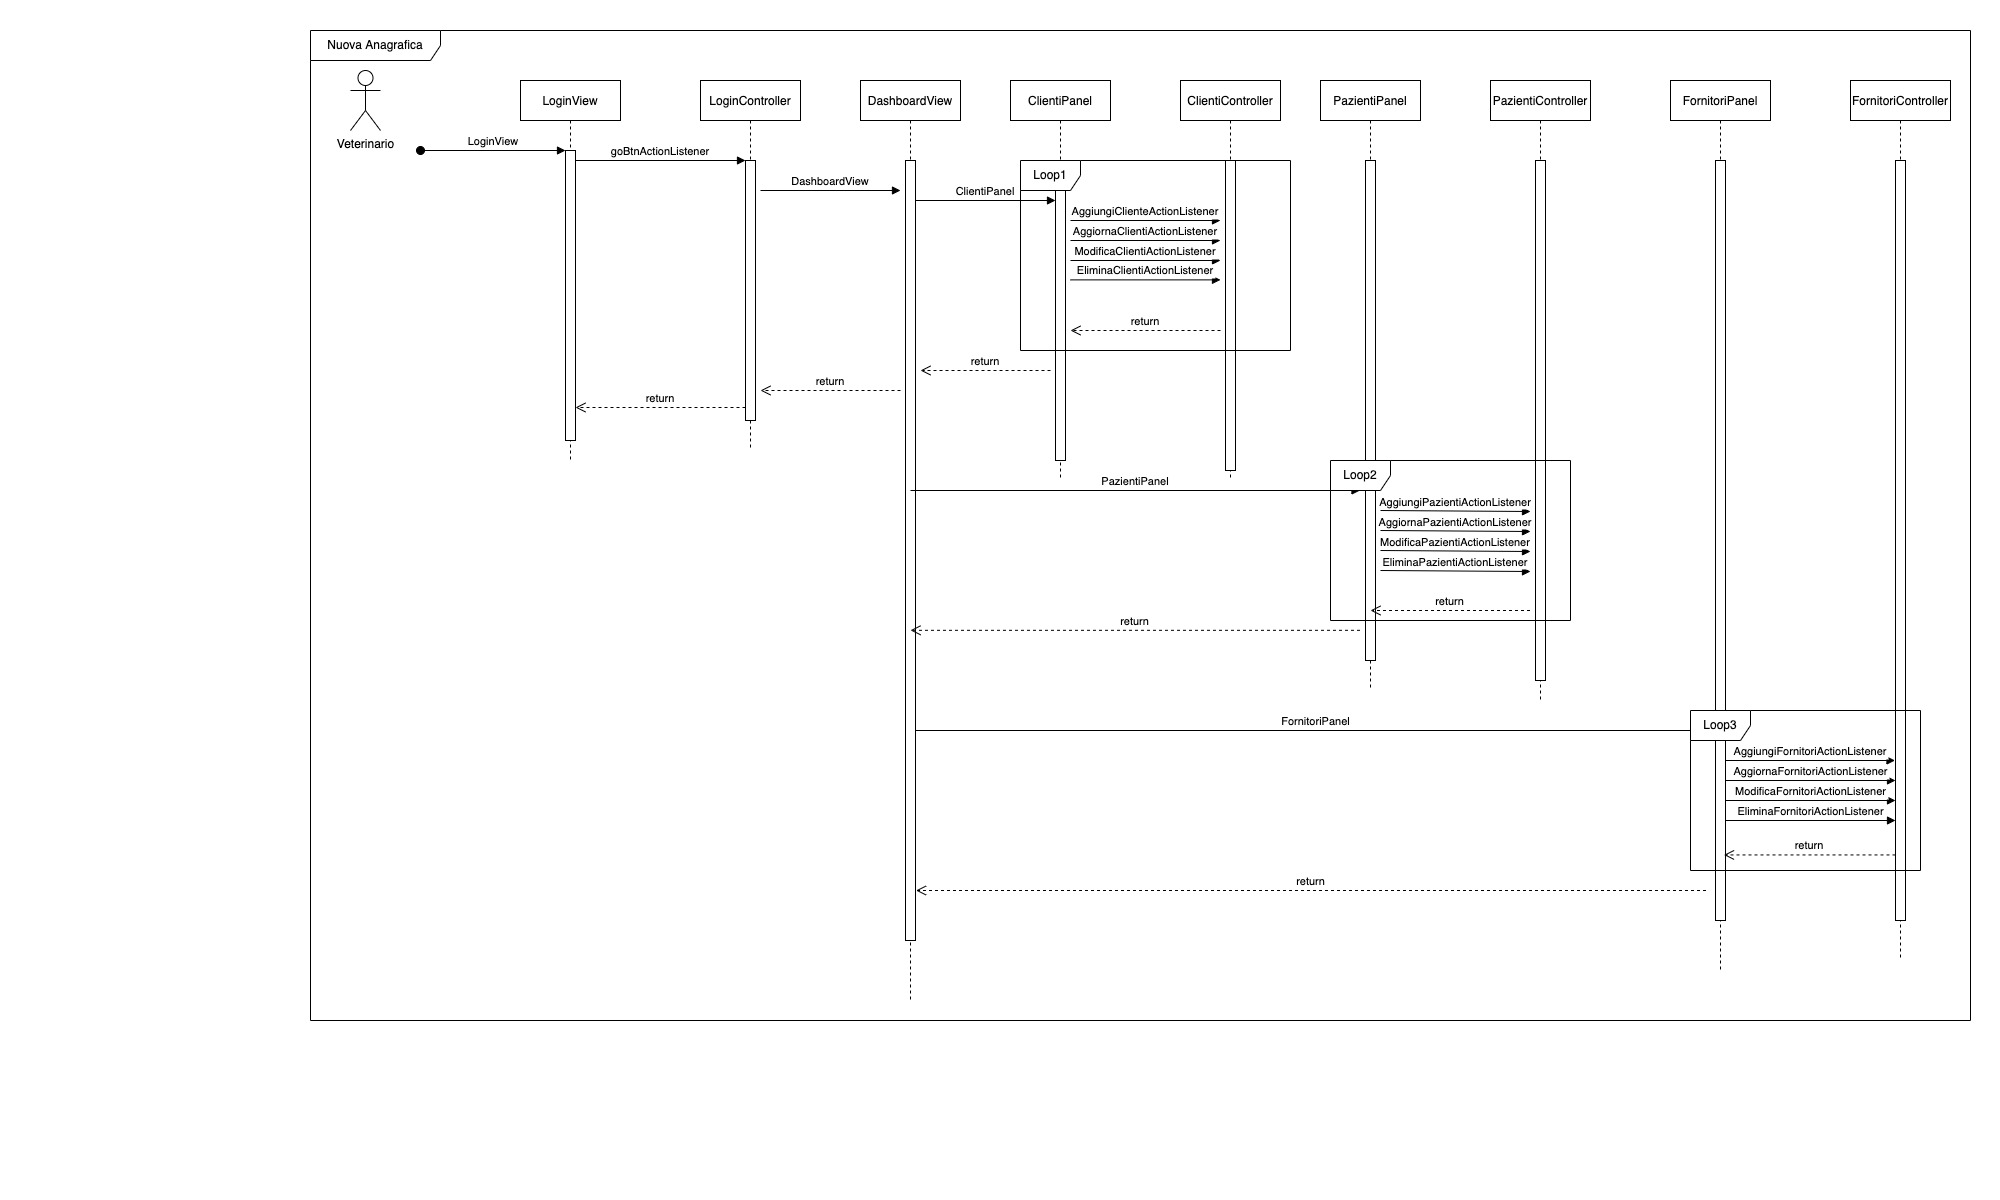 Nuova Anagrafica
Veterinario
LoginView
LoginController
DashboardView
ClientiPanel
ClientiController
PazientiPanel
PazientiController
FornitoriPanel
FornitoriController
LoginView
goBtnActionListener
DashboardView
ClientiPanel
Loop1
AggiungiClienteActionListener
AggiornaClientiActionListener
ModificaClientiActionListener
EliminaClientiActionListener
return
return
return
return
PazientiPanel
Loop2
AggiungiPazientiActionListener
AggiornaPazientiActionListener
ModificaPazientiActionListener
EliminaPazientiActionListener
return
return
FornitoriPanel
Loop3
AggiungiFornitoriActionListener
AggiornaFornitoriActionListener
ModificaFornitoriActionListener
EliminaFornitoriActionListener
return
return